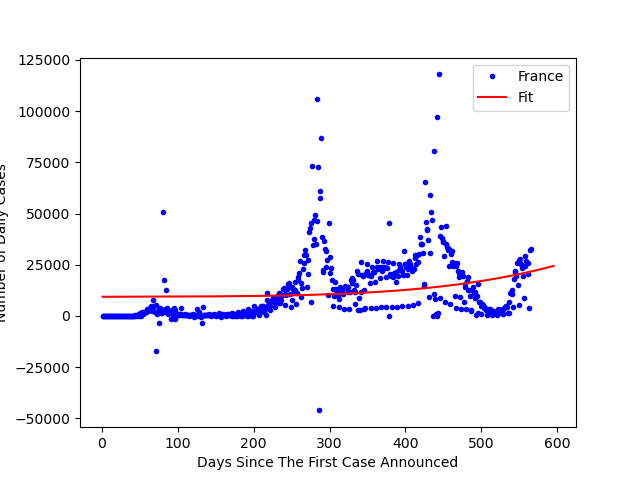 125000
100000
75000
50000
25000
0
−25000
−50000
Number of Daily Cases
0 100 200 300 400 500 600
Days Since The First Case Announced
France
Fit